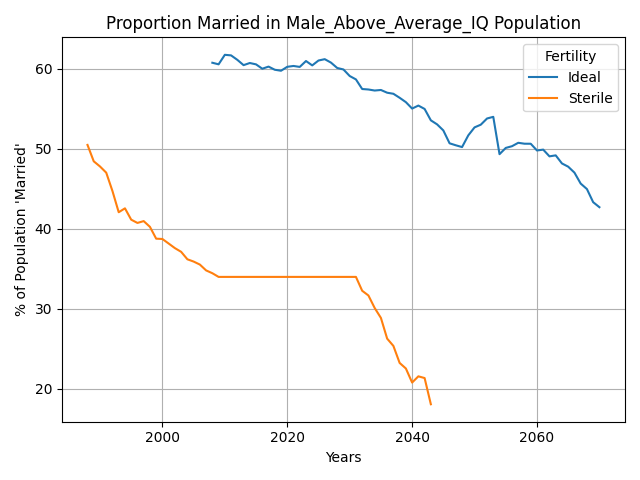 Proportion Married in Male_Above_Average_IQ Population
% of Population 'Married'
60
50
40
30
20
Fertility
Ideal
Sterile
2000
2020
2040
2060
Years